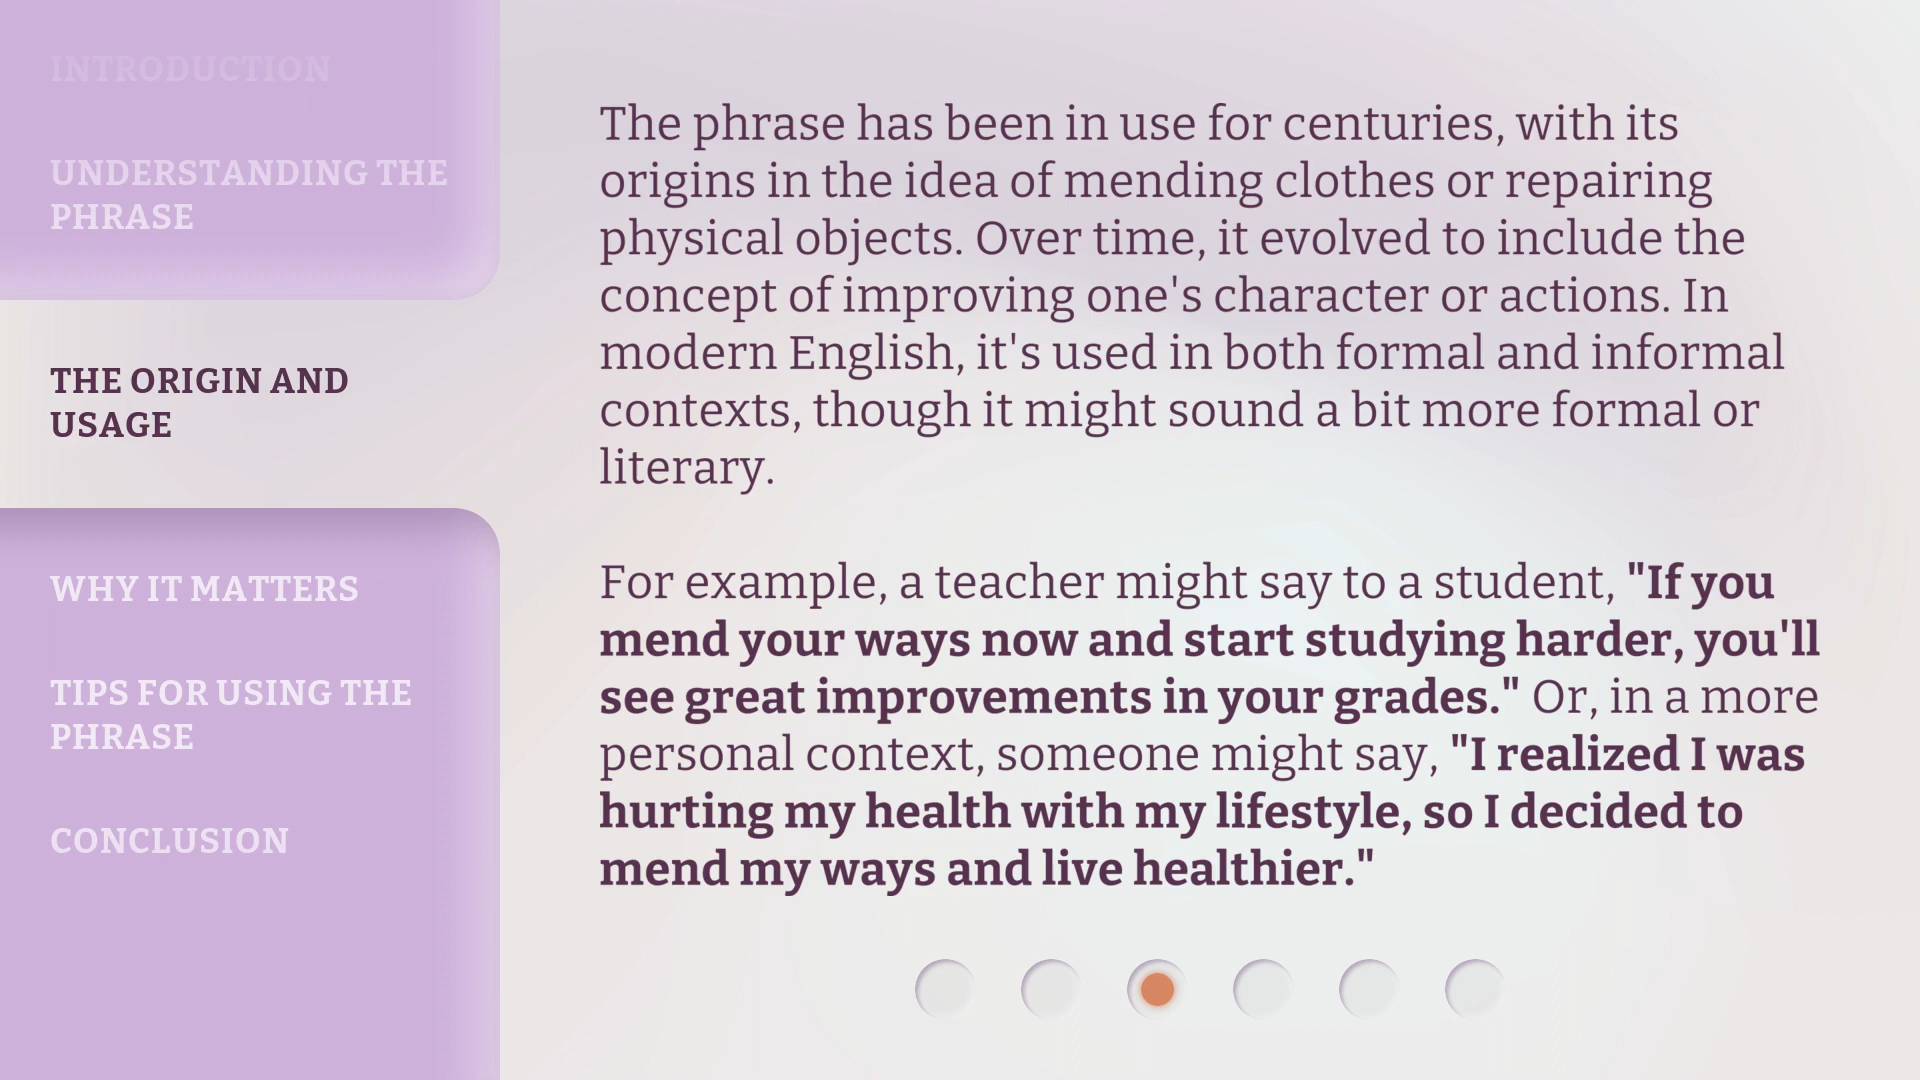 INTRODUCTION
UNDERSTANDING THE
PHRASE
THE ORIGIN AND
USAGE
WHY IT MATTERS
TIPS FOR USING THE
PHRASE
CONCLUSION
The phrase has been in use for centuries, with its
origins in the idea of mending clothes or repairing
physical objects. Over time, it evolved to include the
concept of improving one's character or actions. In
modern English, it's used in both formal and informal
contexts, though it might sound a bit more formal or
literary.
For example, a teacher might say to a student, "If you
mend your ways now and start studying harder, you'll
see great improvements in your grades." Or, in a more
personal context, someone might say, "I realized I was
hurting my health with my lifestyle, so I decided to
mend my ways and live healthier."